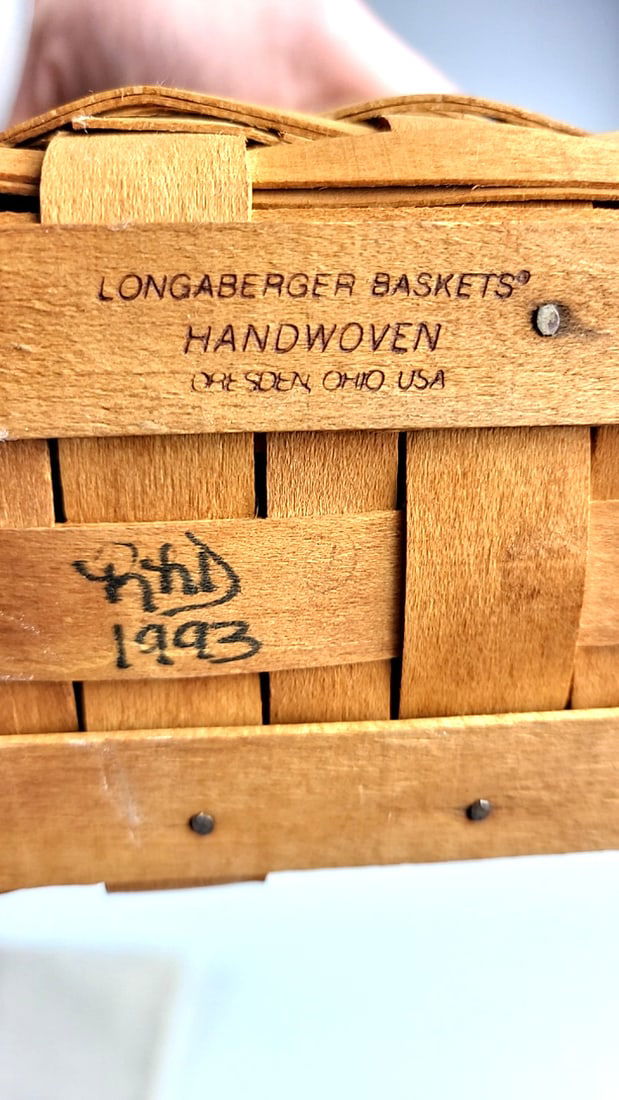 LONGABERGER BASKETS®
HANDWOVEN
DRESDEN, OHIO USA
1993